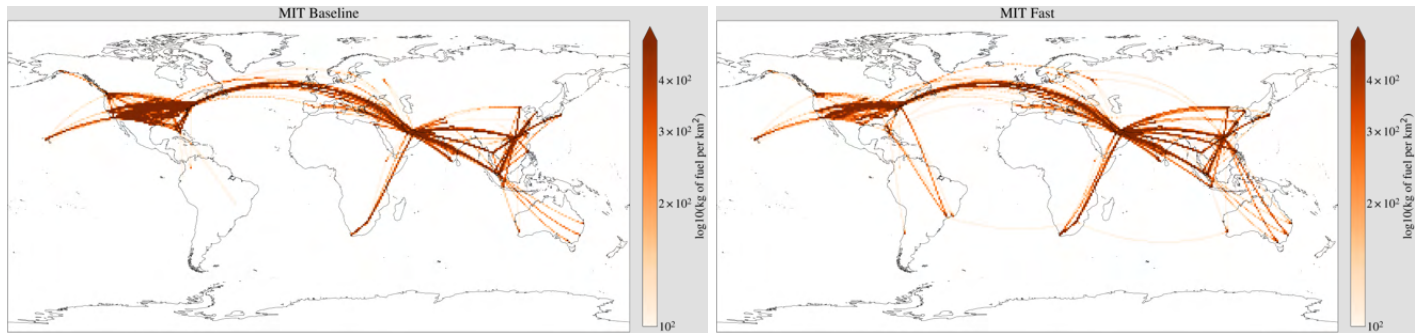 MIT Baseline
4×10²
3×10²
2×10²
10²
log10(kg of fuel per km²)
MIT Fast
4×10²
3×10²
2×10²
10²
log10(kg of fuel per km²)